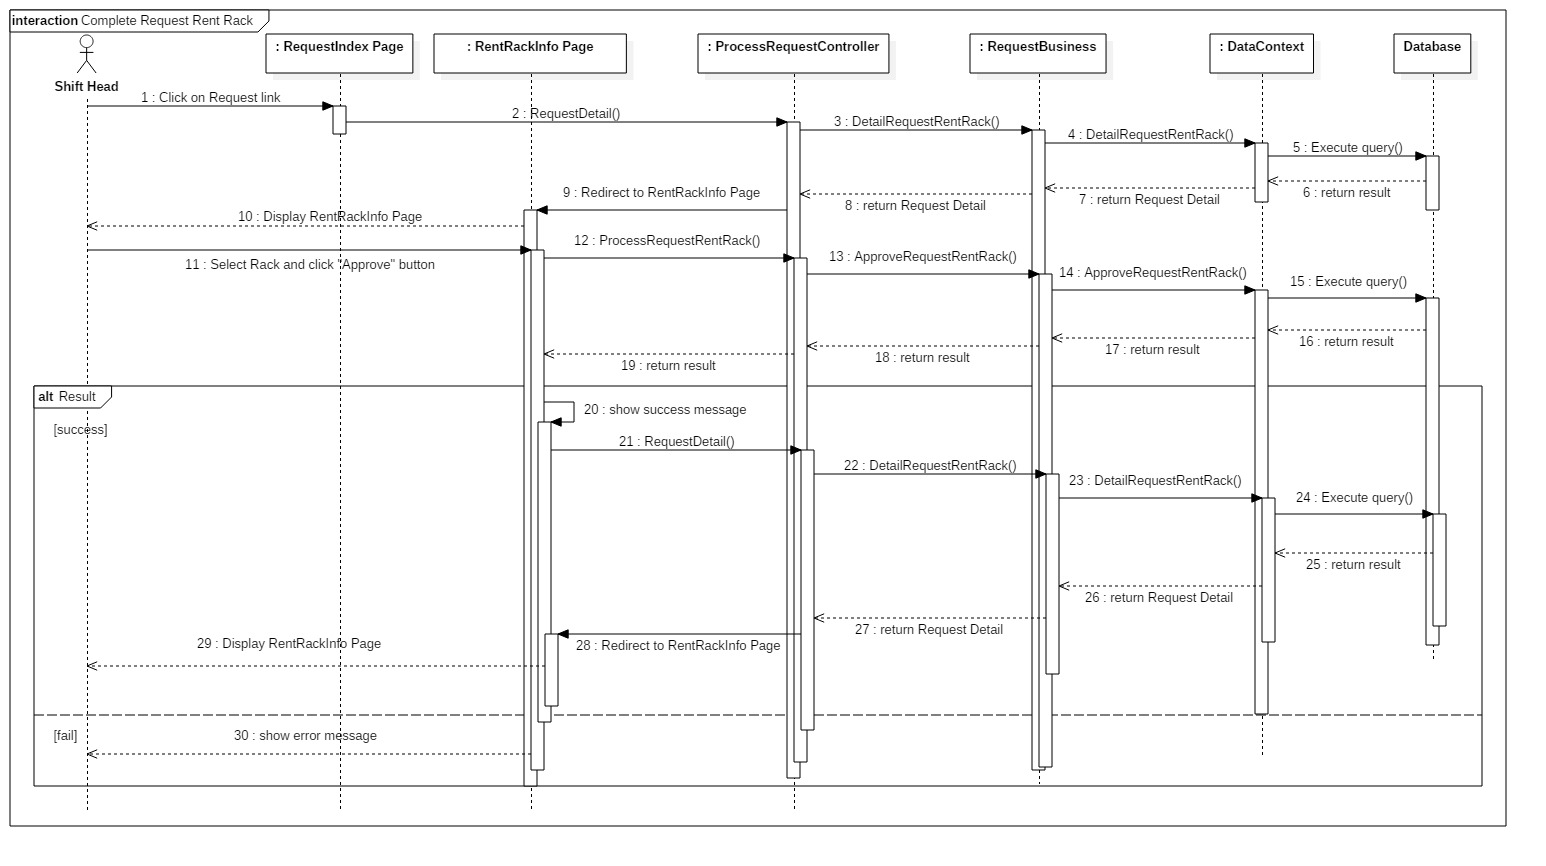 interaction Complete Request Rent Rack
Shift Head
: RequestIndex Page
: RentRackInfo Page
: ProcessRequestController
: RequestBusiness
: DataContext
Database
1 : Click on Request link
2 : RequestDetail()
3 : DetailRequestRentRack()
4 : DetailRequestRentRack()
5 : Execute query()
6 : return result
7 : return Request Detail
8 : return Request Detail
9 : Redirect to RentRackInfo Page
10 : Display RentRackInfo Page
11 : Select Rack and click "Approve" button
12 : ProcessRequestRentRack()
13 : ApproveRequestRentRack()
14 : ApproveRequestRentRack()
15 : Execute query()
16 : return result
17 : return result
18 : return result
19 : return result
alt Result
[success]
20 : show success message
21 : RequestDetail()
22 : DetailRequestRentRack()
23 : DetailRequestRentRack()
24 : Execute query()
25 : return result
26 : return Request Detail
27 : return Request Detail
28 : Redirect to RentRackInfo Page
29 : Display RentRackInfo Page
[fail]
30 : show error message